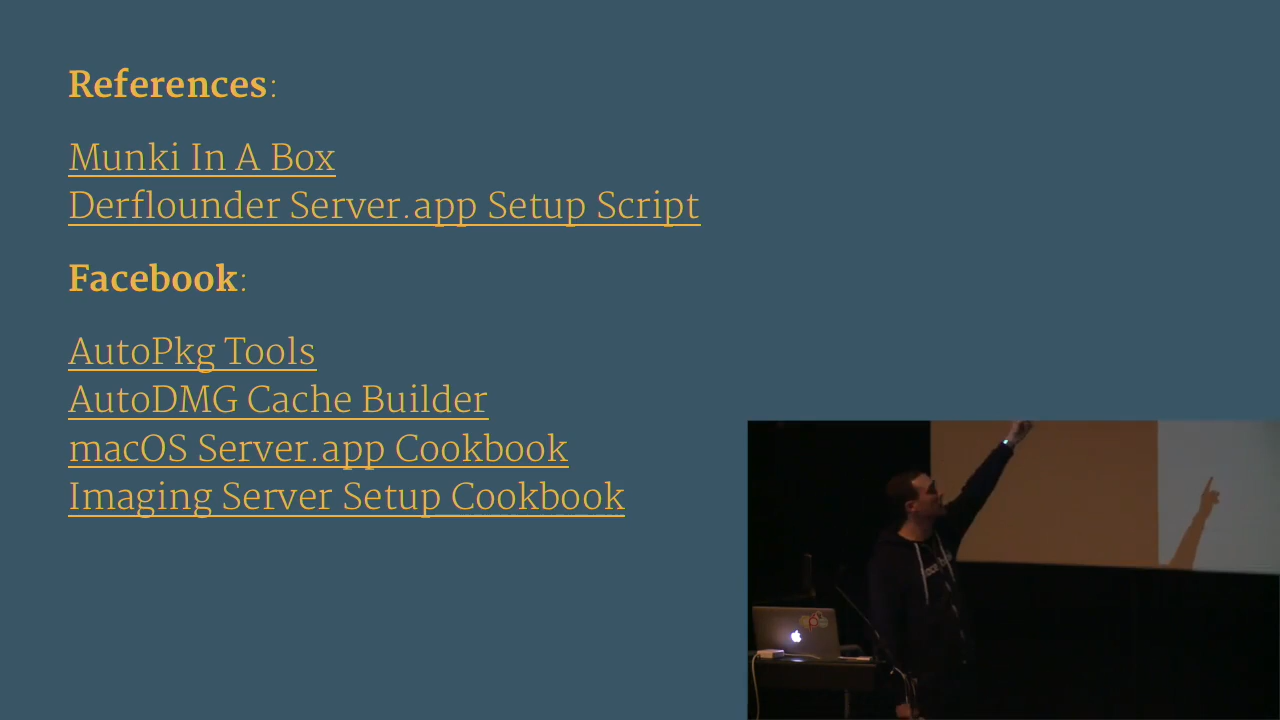 References:
Munki In A Box
Derflounder Server.app Setup Script
Facebook:
AutoPkg Tools
AutoDMG Cache Builder
macOS Server.app Cookbook
Imaging Server Setup Cookbook